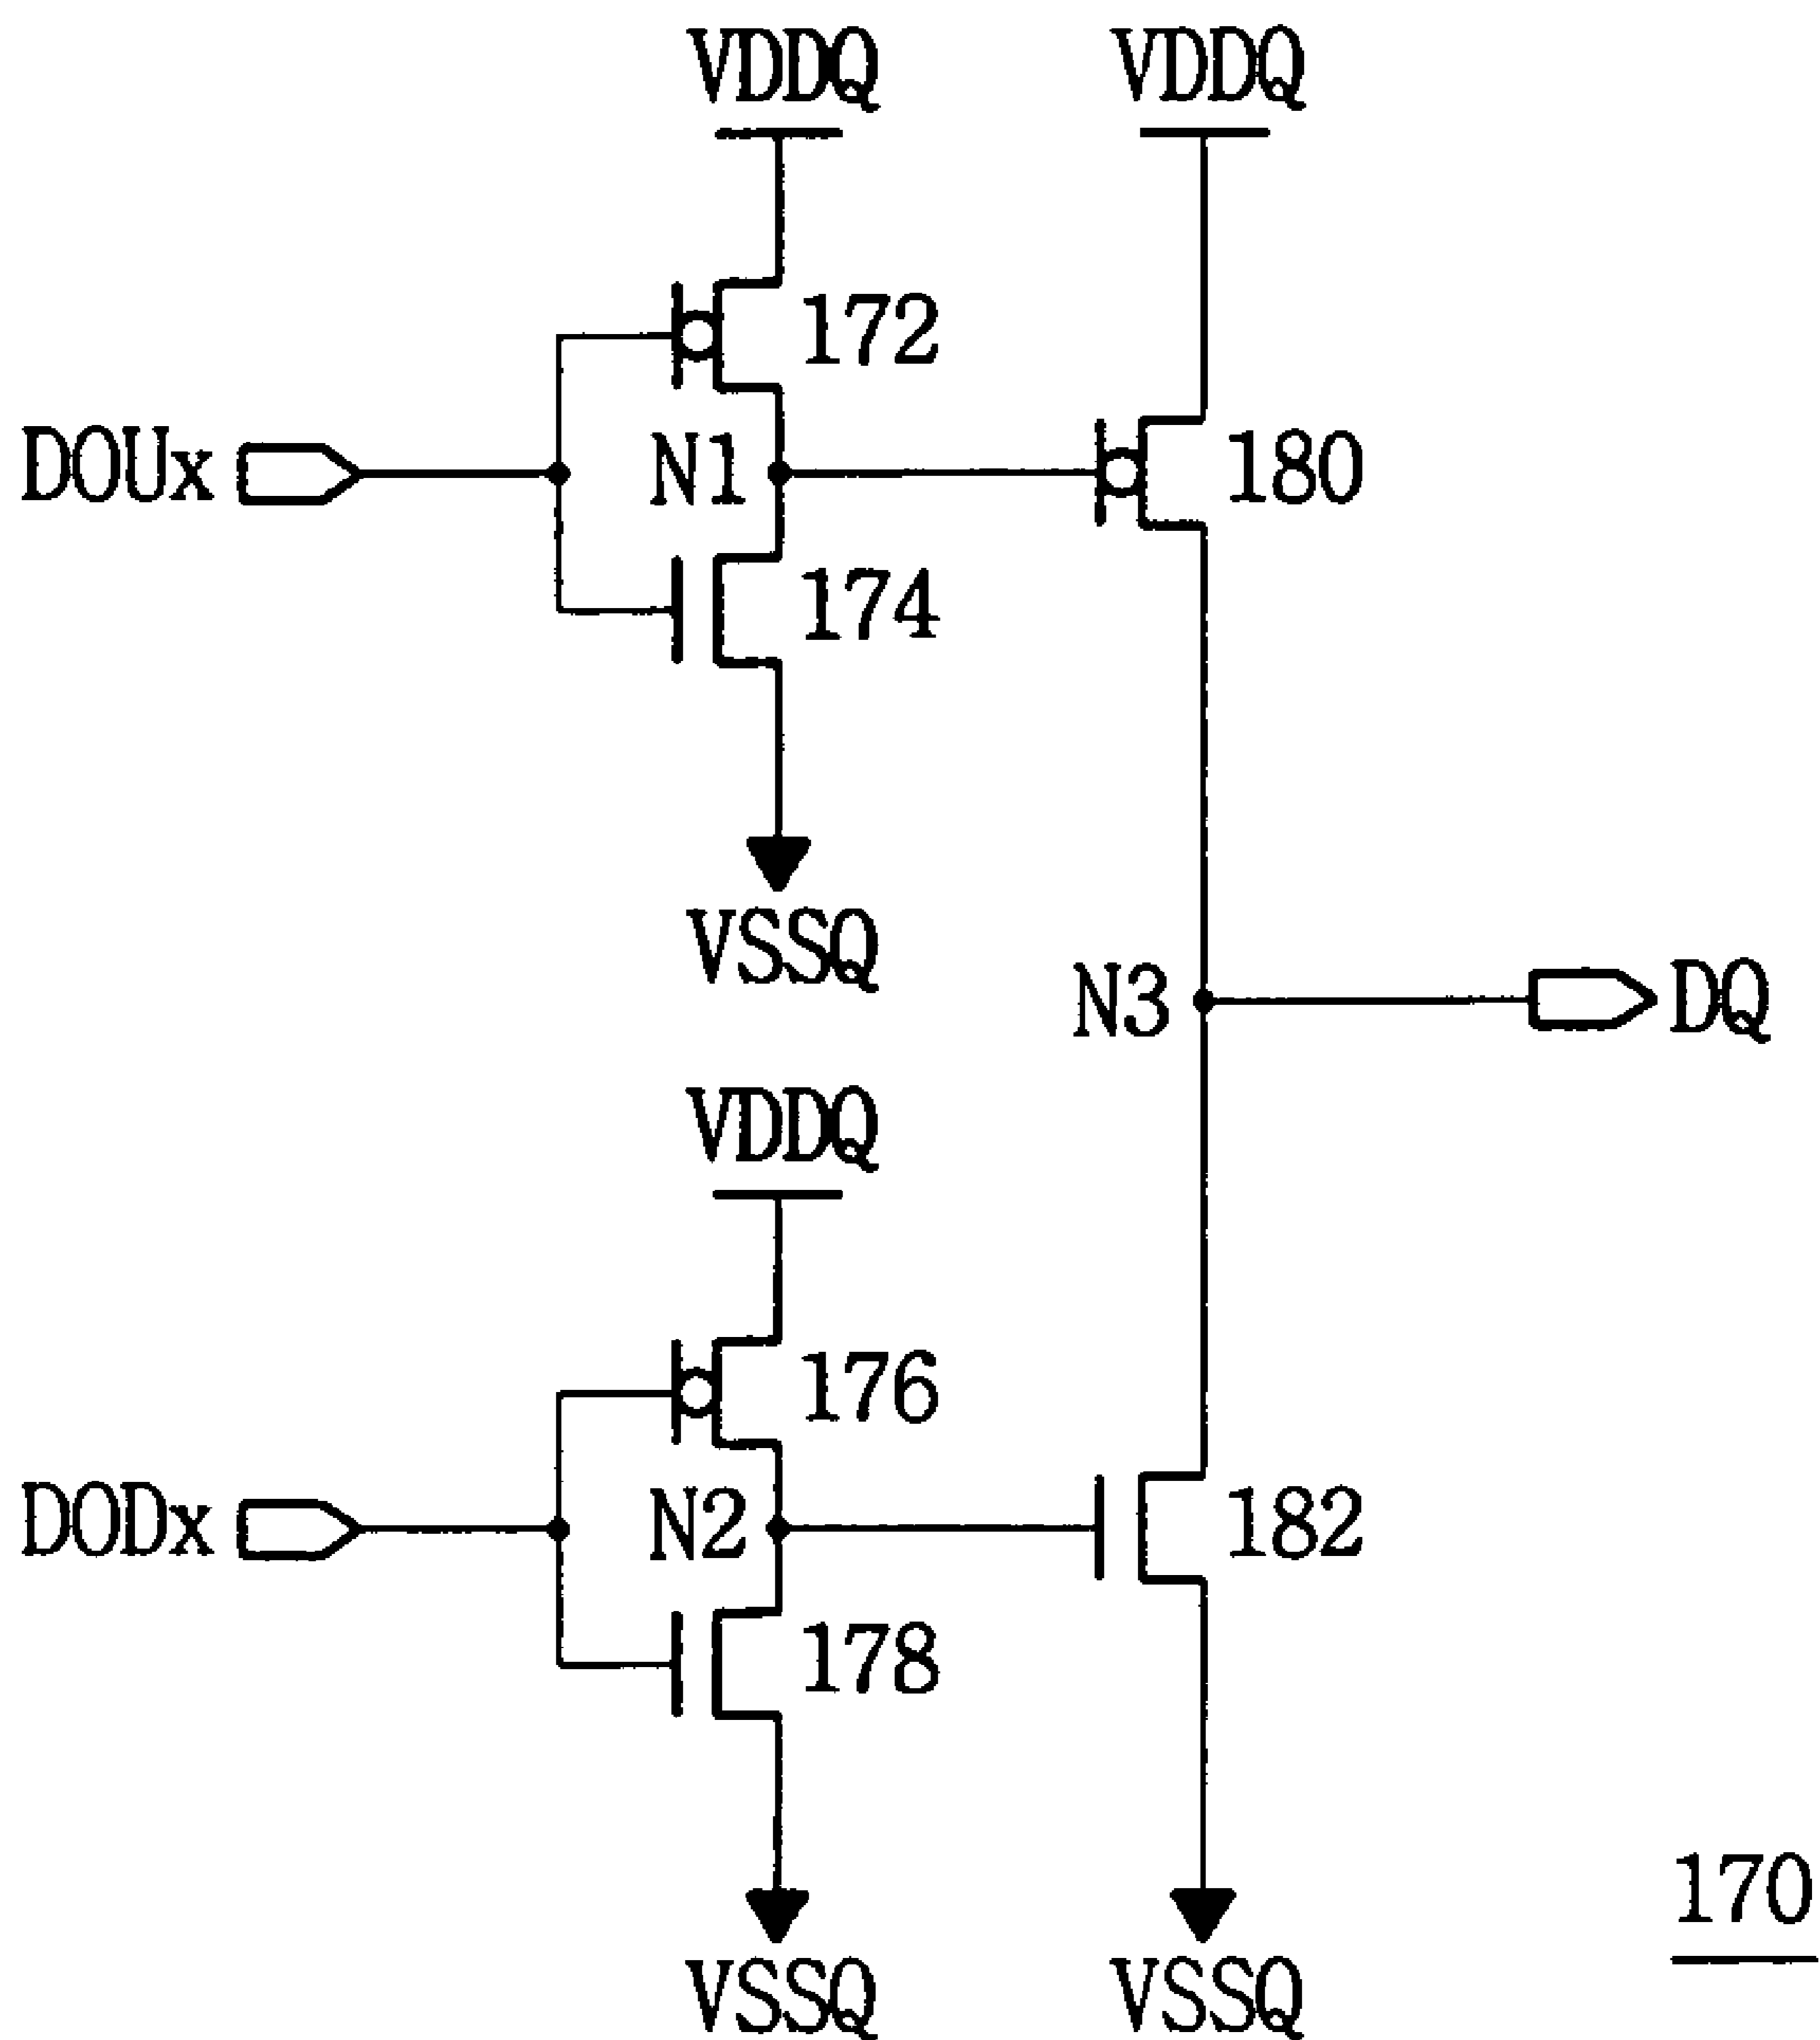 VDDQ VDDQ
172
DOUx N1 180
174
VSSQ
N3 DQ
VDDQ
176
DODx N2 182
178
170
VSSQ VSSQ